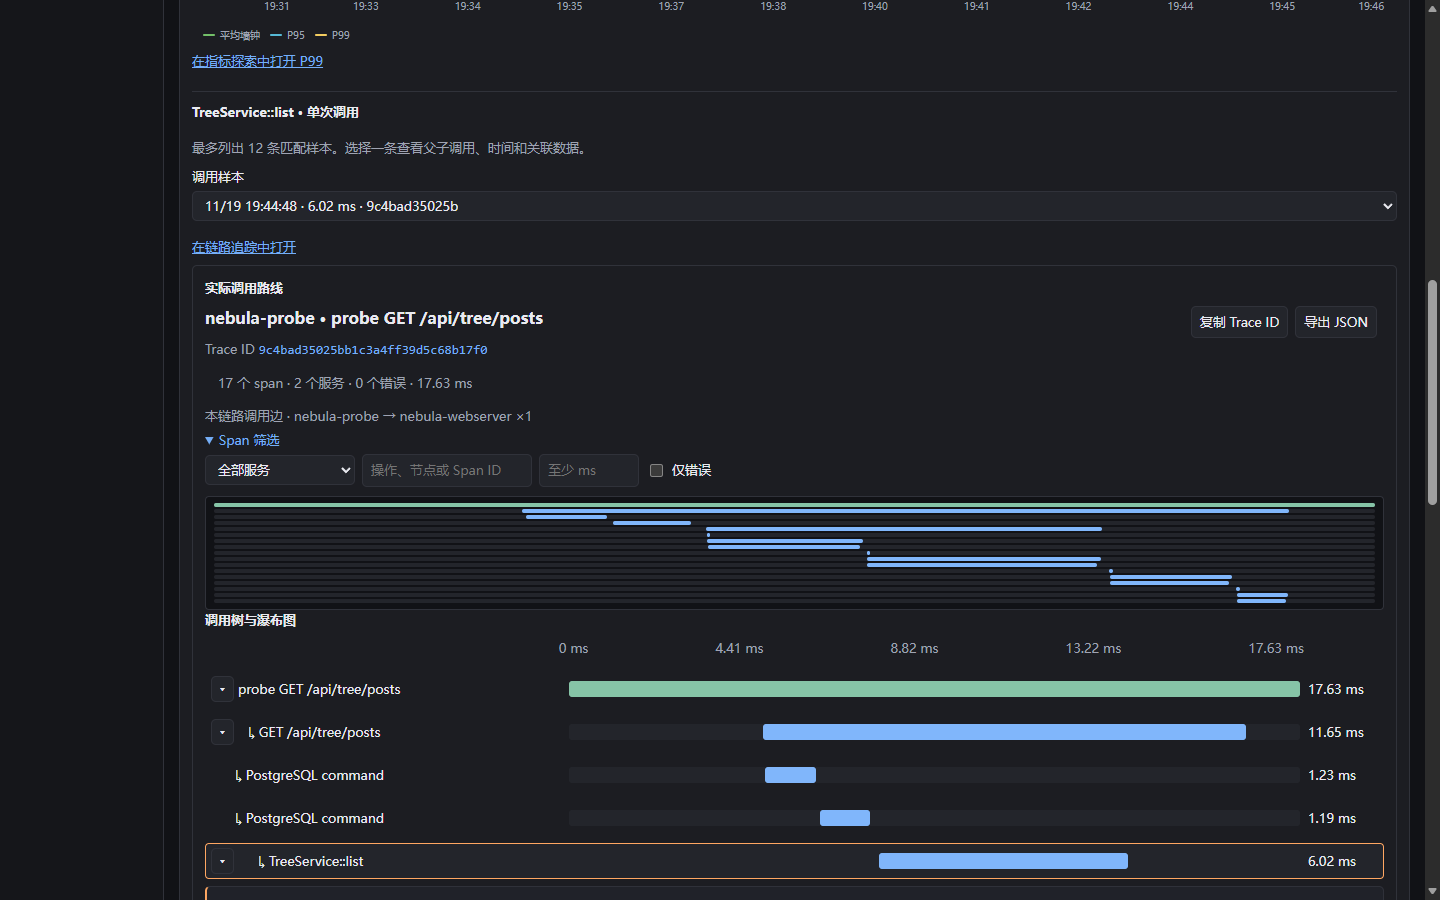 19:31 19:33 19:34 19:35 19:37 19:38 19:40 19:41 19:42 19:44 19:45 19:46
平均墙钟 P95 P99
在指标探索中打开 P99
TreeService::list • 单次调用
最多列出 12 条匹配样本。选择一条查看父子调用、时间和关联数据。
调用样本
11/19 19:44:48 · 6.02 ms · 9c4bad35025b
在链路追踪中打开
实际调用路线
nebula-probe • probe GET /api/tree/posts
复制 Trace ID 导出 JSON
Trace ID 9c4bad35025bb1c3a4ff39d5c68b17f0
17 个 span · 2 个服务 · 0 个错误 · 17.63 ms
本链路调用边 · nebula-probe → nebula-webserver ×1
▼ Span 筛选
全部服务 操作、节点或 Span ID 至少 ms 仅错误
调用树与瀑布图
0 ms 4.41 ms 8.82 ms 13.22 ms 17.63 ms
probe GET /api/tree/posts 17.63 ms
↳ GET /api/tree/posts 11.65 ms
↳ PostgreSQL command 1.23 ms
↳ PostgreSQL command 1.19 ms
↳ TreeService::list 6.02 ms